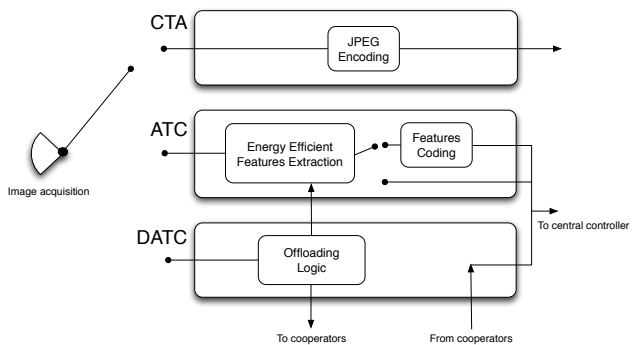 CTA
JPEG
Encoding
Image acquisition
ATC
Energy Efficient
Features Extraction
Features
Coding
To central controller
DATC
Offloading
Logic
To cooperators
From cooperators